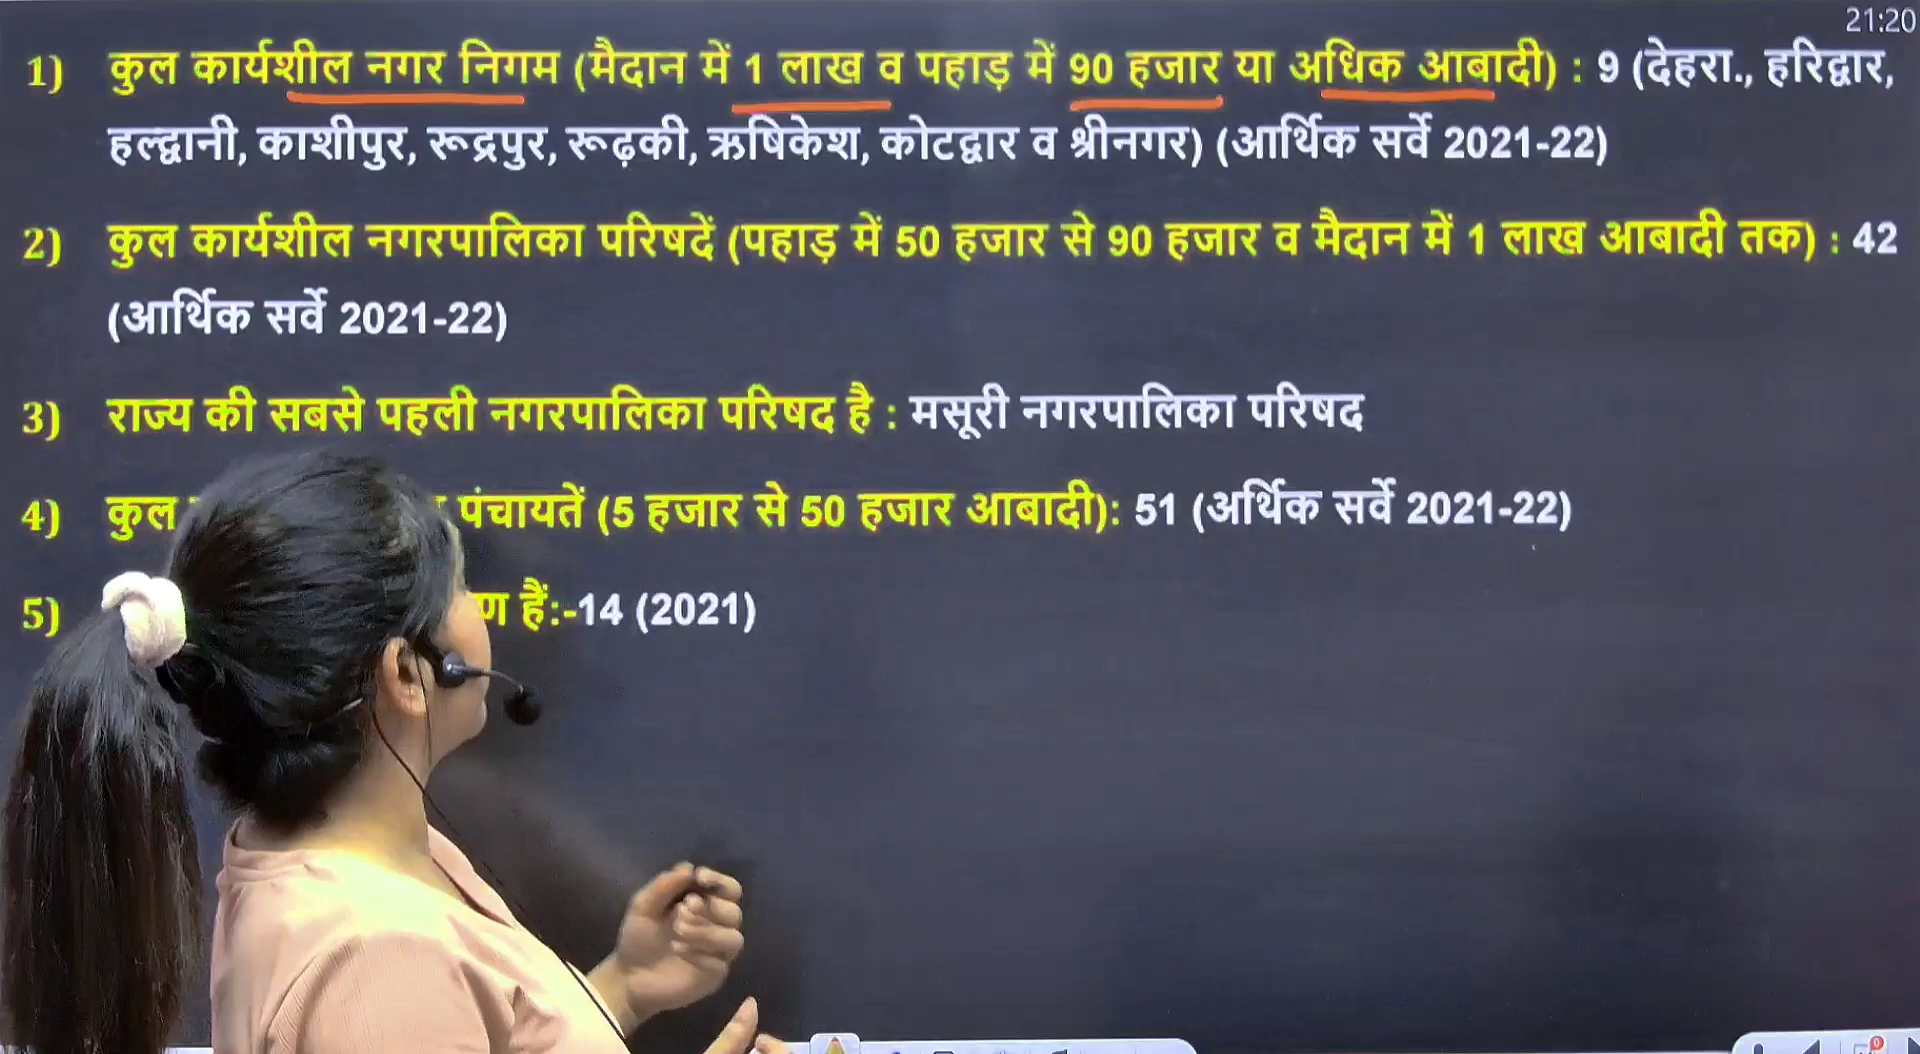 21:20
1) कुल कार्यशील नगर निगम (मैदान में 1 लाख व पहाड़ में 90 हजार या अधिक आबादी) : 9 (देहरा., हरिद्वार,
हल्द्वानी, काशीपुर, रूद्रपुर, रूढ़की, ऋषिकेश, कोटद्वार व श्रीनगर) (आर्थिक सर्वे 2021-22)
2) कुल कार्यशील नगरपालिका परिषदें (पहाड़ में 50 हजार से 90 हजार व मैदान में 1 लाख आबादी तक) : 42
(आर्थिक सर्वे 2021-22)
3) राज्य की सबसे पहली नगरपालिका परिषद है : मसूरी नगरपालिका परिषद
4) कुल पंचायतें (5 हजार से 50 हजार आबादी): 51 (अर्थिक सर्वे 2021-22)
5) हैं:-14 (2021)